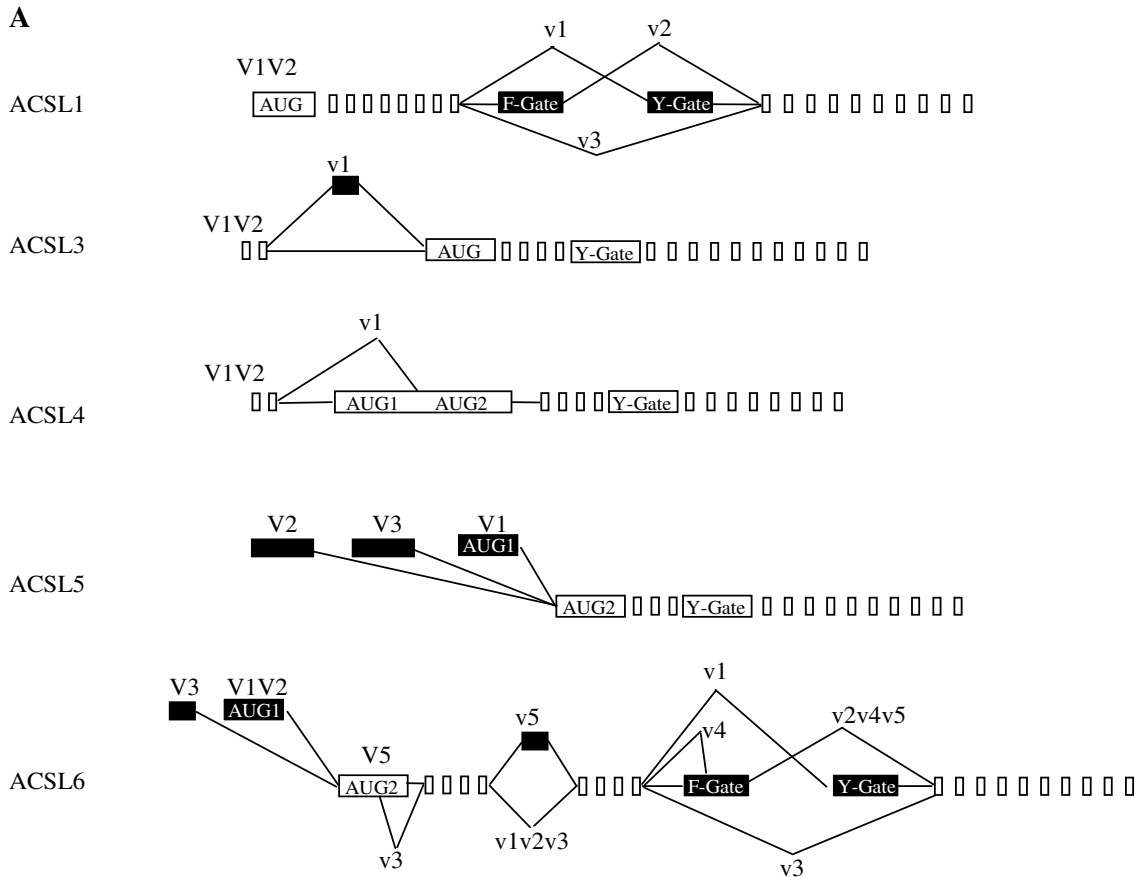 A
v1 v2
V1V2
ACSL1 AUG F-Gate Y-Gate
v3
v1
V1V2
ACSL3 AUG Y-Gate
v1
V1V2
ACSL4 AUG1 AUG2 Y-Gate
V2 V3 V1
AUG1
ACSL5 AUG2 Y-Gate
v1
V3 V1V2 v5 v4 v2v4v5
AUG1
V5
ACSL6 AUG2 F-Gate Y-Gate
v3 v1v2v3 v3